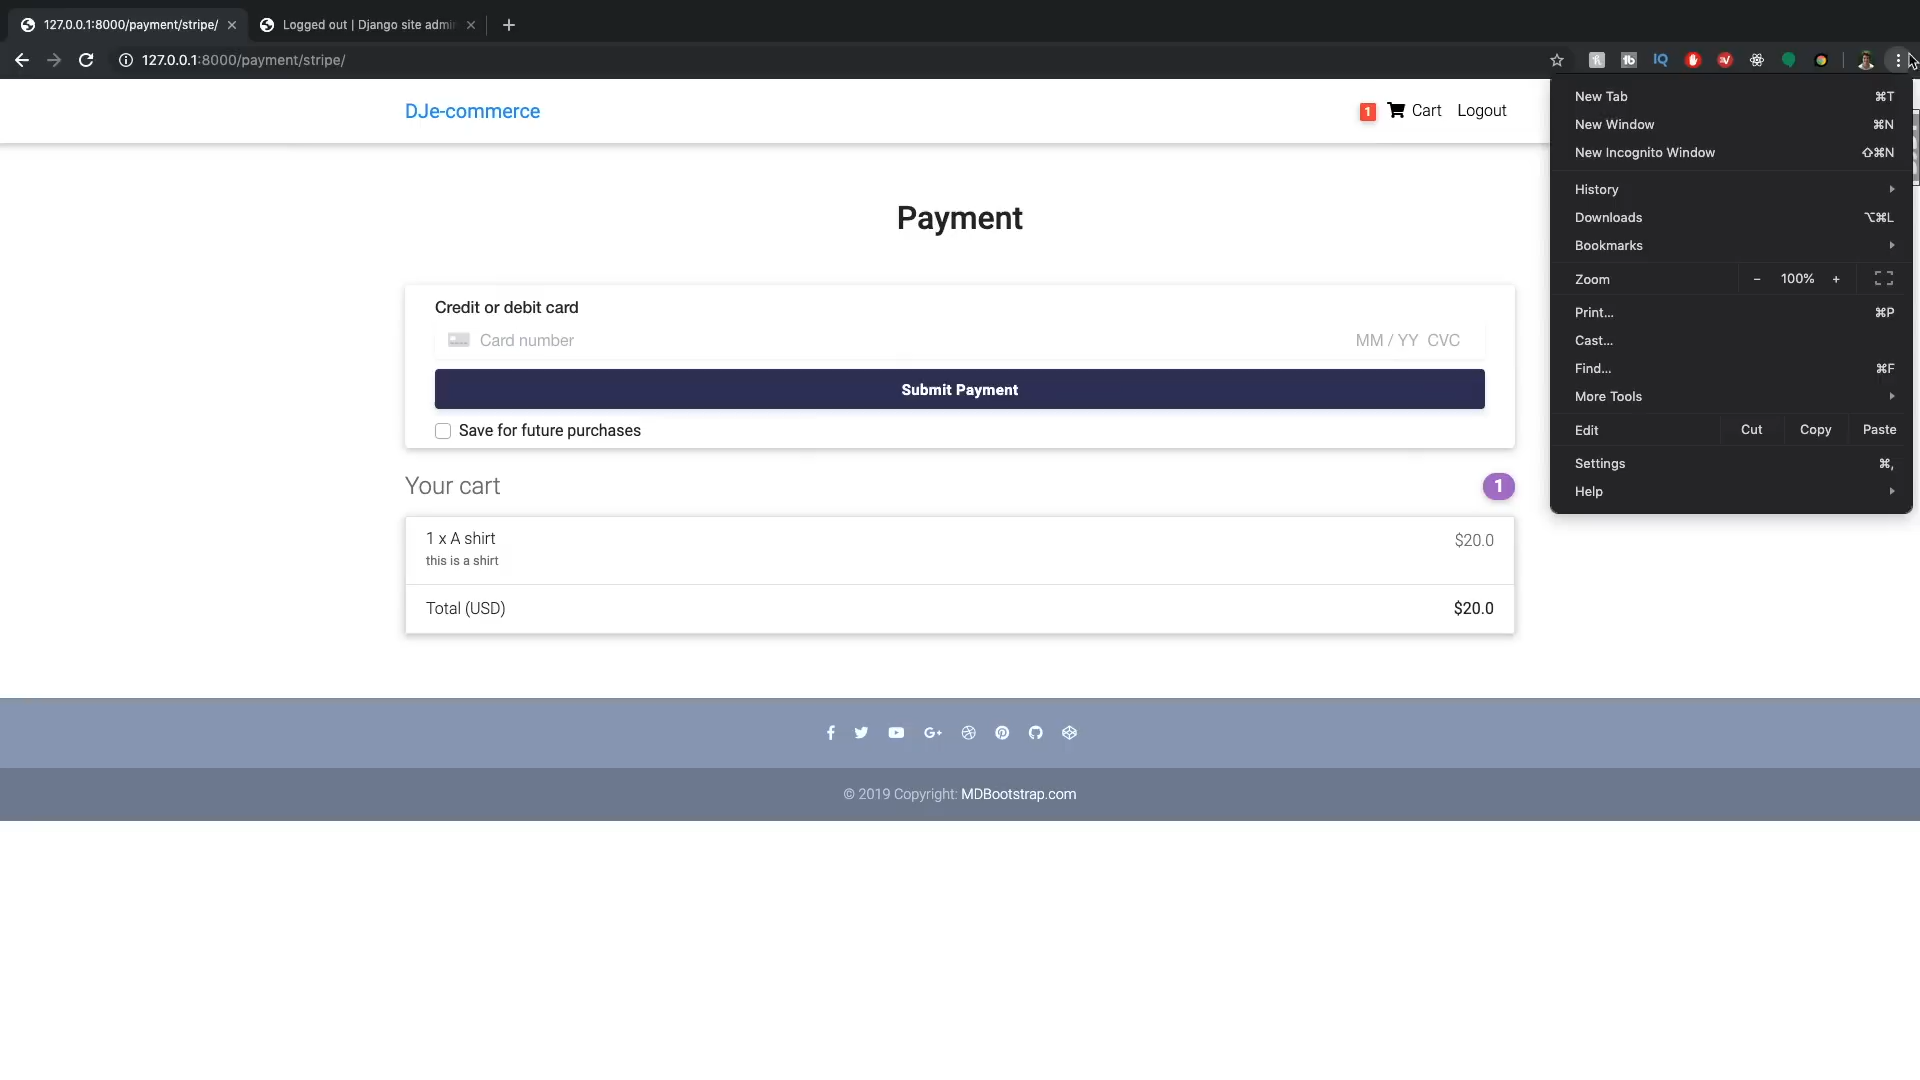 127.0.0.1:8000/payment/stripe/
Logged out | Django site admin
127.0.0.1:8000/payment/stripe/
DJe-commerce
1 Cart Logout
Payment
Credit or debit card
Card number MM / YY CVC
Submit Payment
Save for future purchases
Your cart 1
1 x A shirt $20.0
this is a shirt
Total (USD) $20.0
© 2019 Copyright: MDBootstrap.com
New Tab ⌘T
New Window ⌘N
New Incognito Window ⇧⌘N
History
Downloads ⌥⌘L
Bookmarks
Zoom - 100% +
Print... ⌘P
Cast...
Find... ⌘F
More Tools
Edit Cut Copy Paste
Settings ⌘,
Help